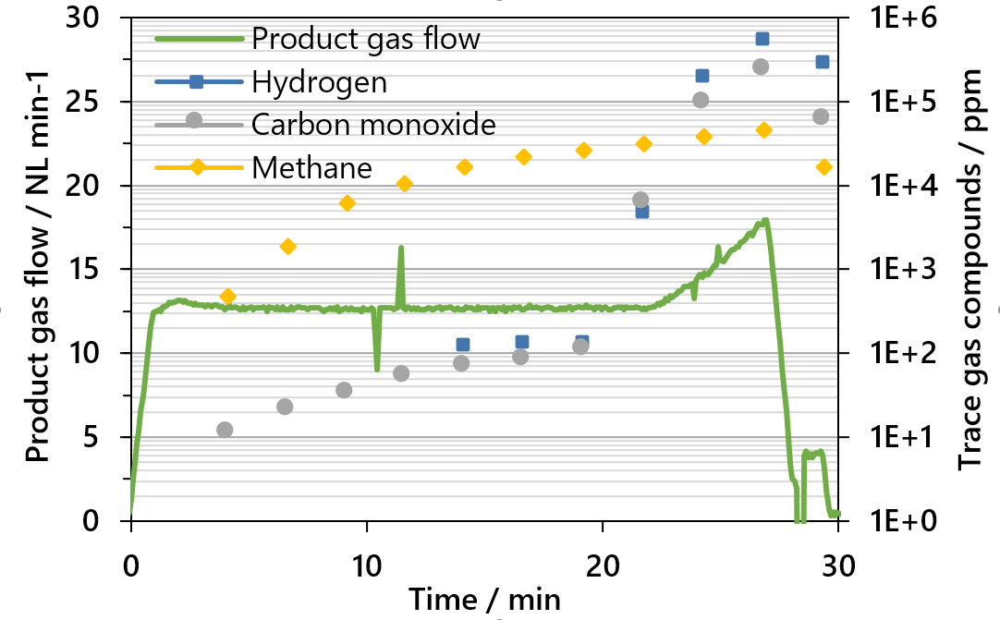 Product gas flow
Hydrogen
Carbon monoxide
Methane
Product gas flow / NL min-1
30
25
20
15
10
5
0
1E+6
1E+5
1E+4
1E+3
1E+2
1E+1
1E+0
Trace gas compounds / ppm
0 10 20 30
Time / min